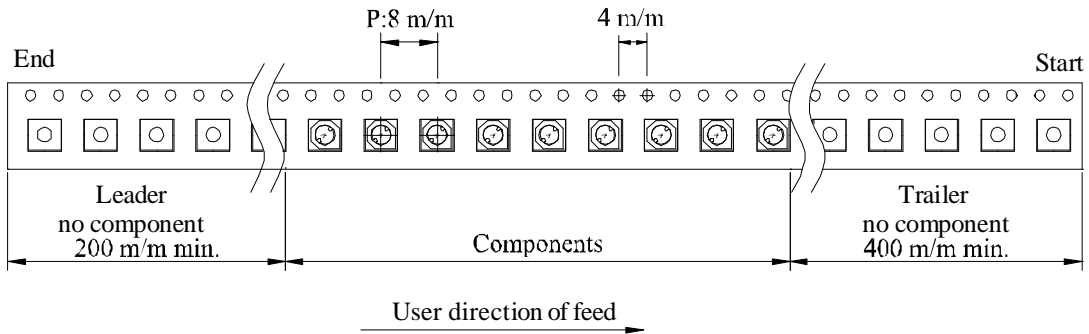 P:8 m/m
4 m/m
End
Start
Leader
no component
200 m/m min.
Components
Trailer
no component
400 m/m min.
User direction of feed